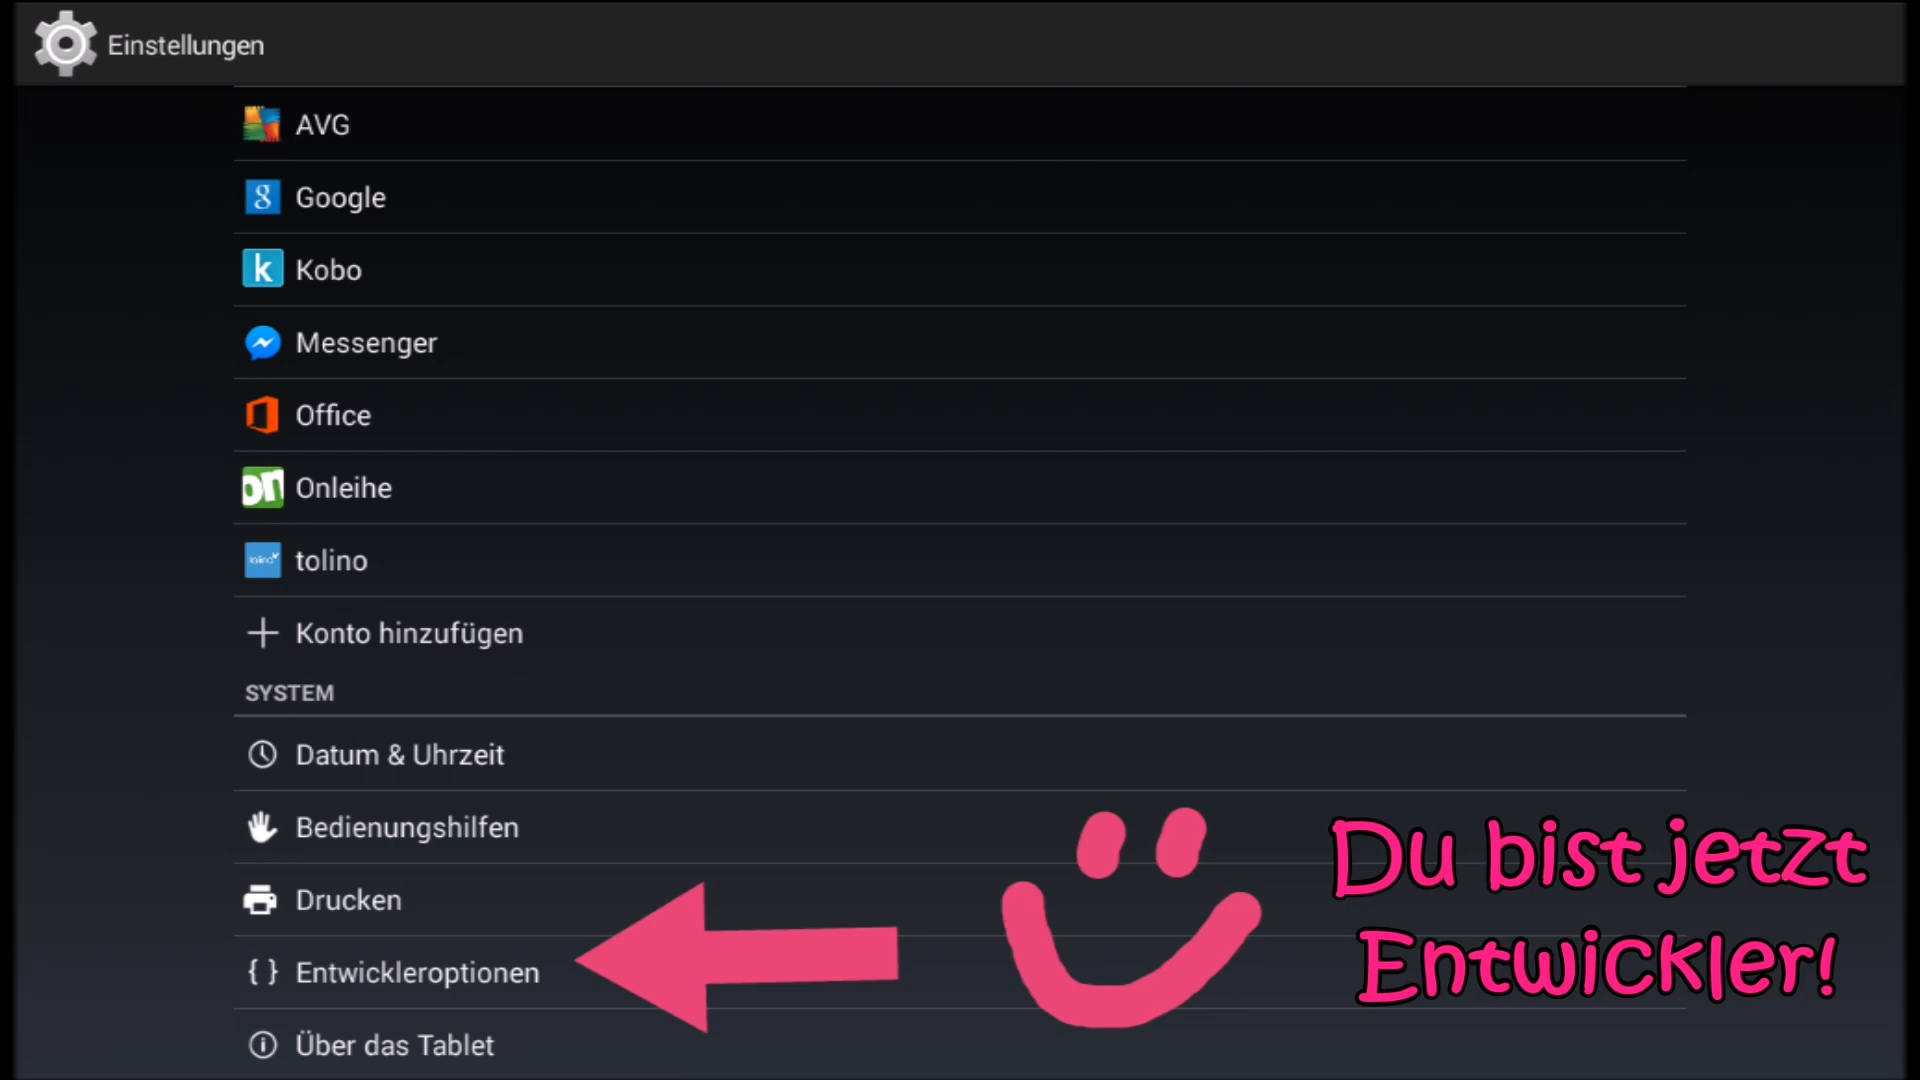 Einstellungen
AVG
Google
Kobo
Messenger
Office
Onleihe
tolino
Konto hinzufügen
SYSTEM
Datum & Uhrzeit
Bedienungshilfen
Drucken
Entwickleroptionen
Über das Tablet
Du bist jetzt
Entwickler!